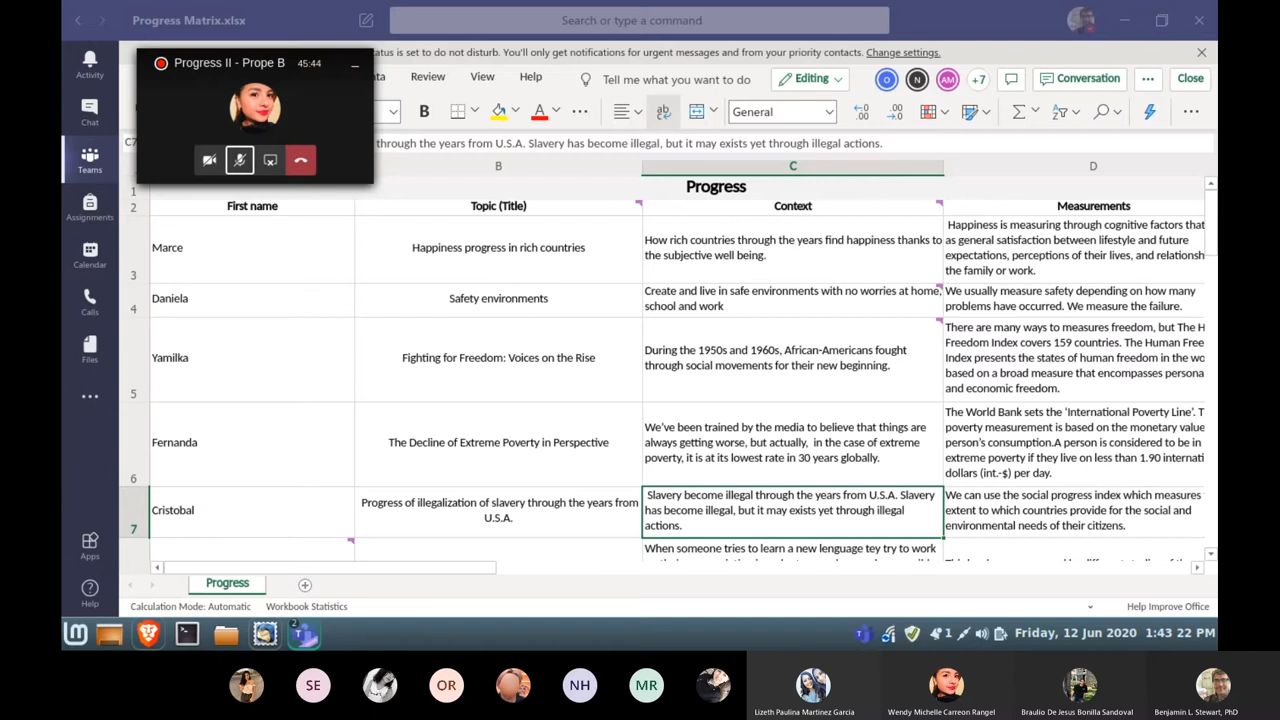 Progress Matrix.xlsx
Search or type a command
Activity
Chat
Teams
Assignments
Calendar
Calls
Files
Apps
Help
atus is set to do not disturb. You'll only get notifications for urgent messages and from your priority contacts. Change settings.
Progress II - Prope B 45:44
ta Review View Help Tell me what you want to do Editing O N AM +7 Conversation Close
B A General
C7 through the years from U.S.A. Slavery has become illegal, but it may exists yet through illegal actions.
B C D
1 Progress
2 First name Topic (Title) Context Measurements
3 Marce
Happiness progress in rich countries
How rich countries through the years find happiness thanks to
the subjective well being.
Happiness is measuring through cognitive factors that
as general satisfaction between lifestyle and future
expectations, perceptions of their lives, and relationsh
the family or work.
4 Daniela
Safety environments
Create and live in safe environments with no worries at home,
school and work
We usually measure safety depending on how many
problems have occurred. We measure the failure.
5 Yamilka
Fighting for Freedom: Voices on the Rise
During the 1950s and 1960s, African-Americans fought
through social movements for their new beginning.
There are many ways to measures freedom, but The H
Freedom Index covers 159 countries. The Human Free
Index presents the states of human freedom in the wo
based on a broad measure that encompasses persona
and economic freedom.
6 Fernanda
The Decline of Extreme Poverty in Perspective
We've been trained by the media to believe that things are
always getting worse, but actually, in the case of extreme
poverty, it is at its lowest rate in 30 years globally.
The World Bank sets the 'International Poverty Line'. T
poverty measurement is based on the monetary value
person's consumption.A person is considered to be in
extreme poverty if they live on less than 1.90 internati
dollars (int.-$) per day.
7 Cristobal
Progress of illegalization of slavery through the years from
U.S.A.
Slavery become illegal through the years from U.S.A. Slavery
has become illegal, but it may exists yet through illegal
actions.
We can use the social progress index which measures
extent to which countries provide for the social and
environmental needs of their citizens.
When someone tries to learn a new lenguage tey try to work
Progress
Calculation Mode: Automatic Workbook Statistics Help Improve Office
2 1 Friday, 12 Jun 2020 1:43 22 PM
SE OR NH MR
Lizeth Paulina Martinez Garcia
Wendy Michelle Carreon Rangel
Braulio De Jesus Bonilla Sandoval
Benjamin L. Stewart, PhD